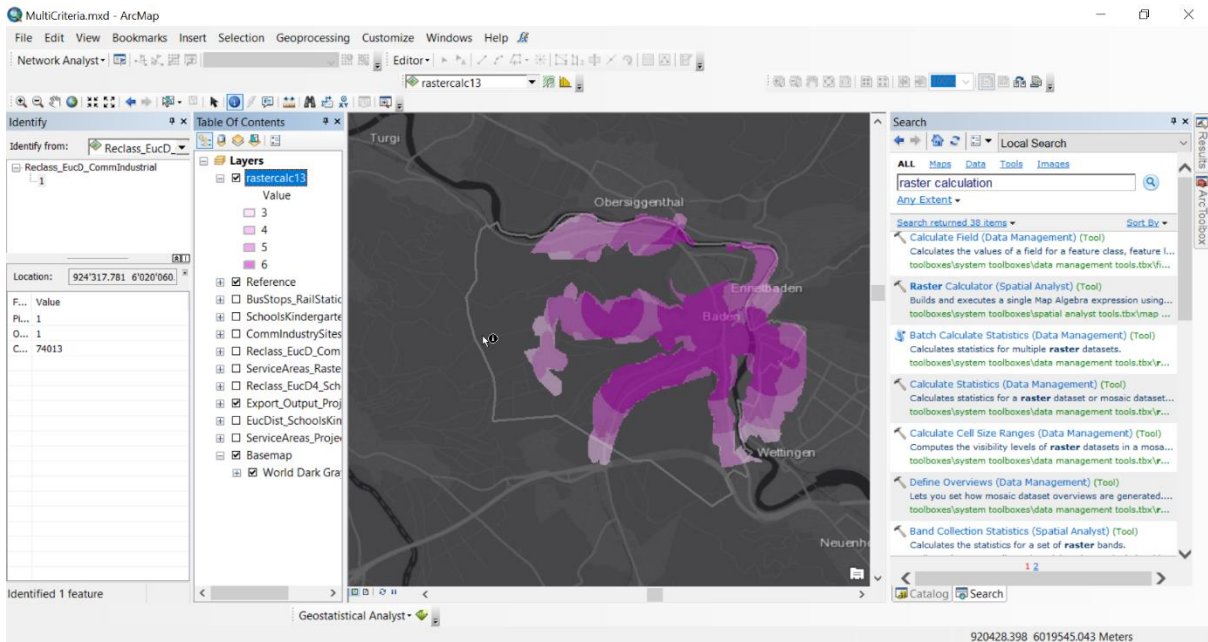 MultiCriteria.mxd - ArcMap
File Edit View Bookmarks Insert Selection Geoprocessing Customize Windows Help
Network Analyst
Editor
rastercalc13
Identify
Identify from: Reclass_EucD_
Reclass_EucD_CommIndustrial
1
Location: 924'317.781 6'020'060.
F... Value
Pi... 1
O... 1
C... 74013
Identified 1 feature
Table Of Contents
Layers
rastercalc13
Value
3
4
5
6
Reference
BusStops_RailStatic
SchoolsKindergarte
CommIndustrySites
Reclass_EucD_Com
ServiceAreas_Raste
Reclass_EucD4_Sch
Export_Output_Proj
EucDist_SchoolsKin
ServiceAreas_Projec
Basemap
World Dark Gra
Turgi
Obersiggenthal
Ennetbaden
Baden
Wettingen
Neuenh
Search
Local Search
ALL Maps Data Tools Images
raster calculation
Any Extent
Search returned 38 items Sort By
Calculate Field (Data Management) (Tool)
Calculates the values of a field for a feature class, feature l...
toolboxes\system toolboxes\data management tools.tbx\fi...
Raster Calculator (Spatial Analyst) (Tool)
Builds and executes a single Map Algebra expression using...
toolboxes\system toolboxes\spatial analyst tools.tbx\map ...
Batch Calculate Statistics (Data Management) (Tool)
Calculates statistics for multiple raster datasets.
toolboxes\system toolboxes\data management tools.tbx\r...
Calculate Statistics (Data Management) (Tool)
Calculates statistics for a raster dataset or mosaic dataset...
toolboxes\system toolboxes\data management tools.tbx\r...
Calculate Cell Size Ranges (Data Management) (Tool)
Computes the visibility levels of raster datasets in a mosa...
toolboxes\system toolboxes\data management tools.tbx\r...
Define Overviews (Data Management) (Tool)
Lets you set how mosaic dataset overviews are generated....
toolboxes\system toolboxes\data management tools.tbx\r...
Band Collection Statistics (Spatial Analyst) (Tool)
Calculates the statistics for a set of raster bands.
1 2
Catalog Search
Results
ArcToolbox
Geostatistical Analyst
920428.398 6019545.043 Meters